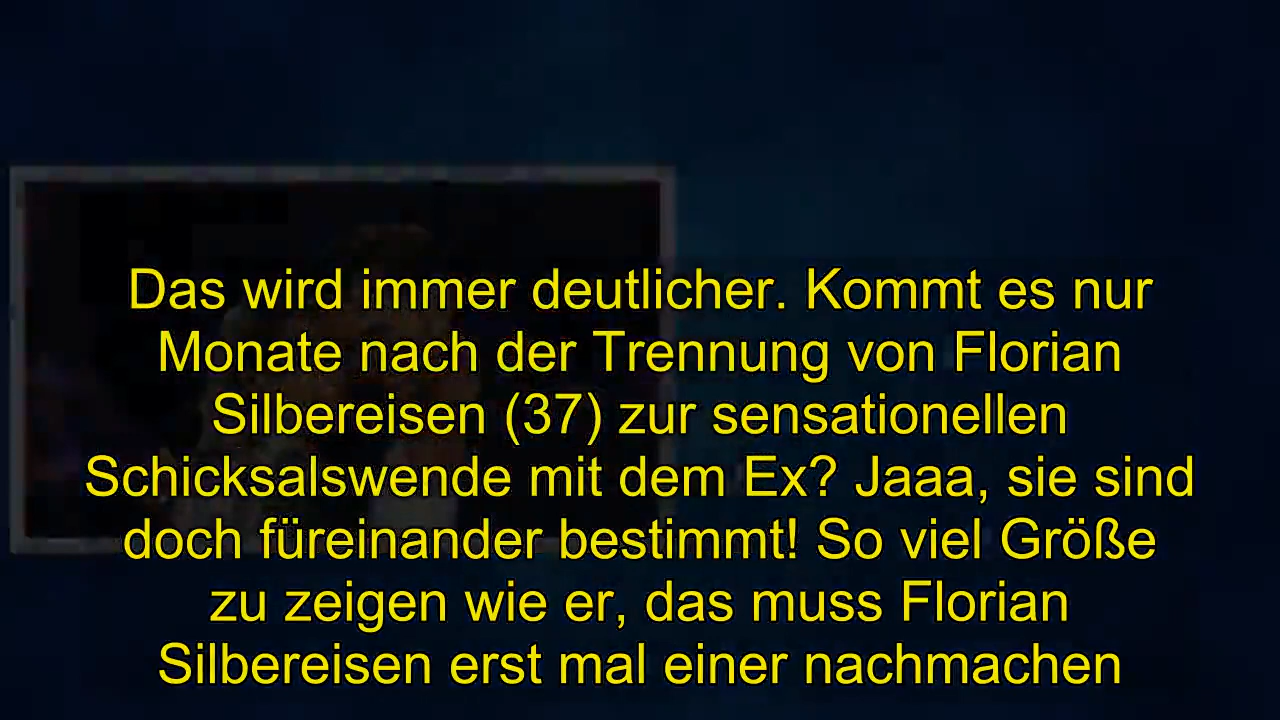 Das wird immer deutlicher. Kommt es nur
Monate nach der Trennung von Florian
Silbereisen (37) zur sensationellen
Schicksalswende mit dem Ex? Jaaa, sie sind
doch füreinander bestimmt! So viel Größe
zu zeigen wie er, das muss Florian
Silbereisen erst mal einer nachmachen